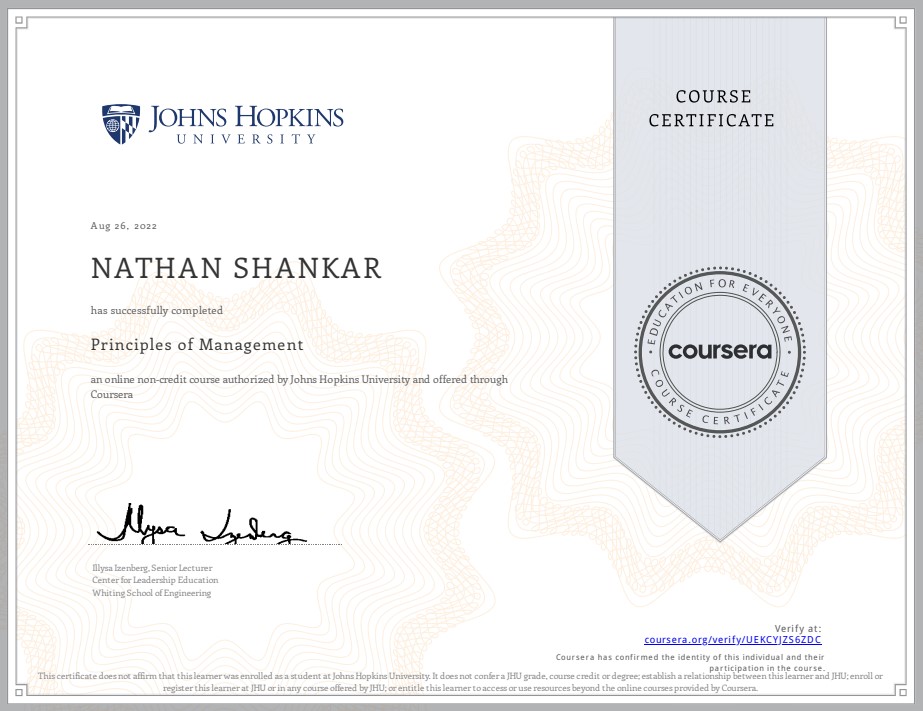 JOHNS HOPKINS
UNIVERSITY
COURSE
CERTIFICATE
Aug 26, 2022
NATHAN SHANKAR
has successfully completed
Principles of Management
an online non-credit course authorized by Johns Hopkins University and offered through
Coursera
EDUCATION FOR EVERYONE
coursera
COURSE CERTIFICATE
Illysa Izenberg
Illysa Izenberg, Senior Lecturer
Center for Leadership Education
Whiting School of Engineering
Verify at:
coursera.org/verify/UEKCYJZS6ZDC
Coursera has confirmed the identity of this individual and their
participation in the course.
This certificate does not affirm that this learner was enrolled as a student at Johns Hopkins University. It does not confer a JHU grade, course credit or degree; establish a relationship between this learner and JHU; enroll or
register this learner at JHU or in any course offered by JHU; or entitle this learner to access or use resources beyond the online courses provided by Coursera.